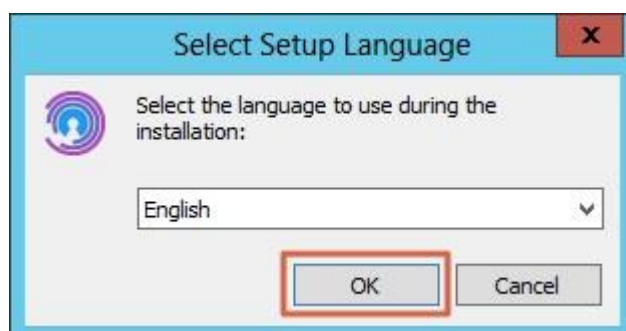 Select Setup Language
x
Select the language to use during the
installation:
English
OK
Cancel